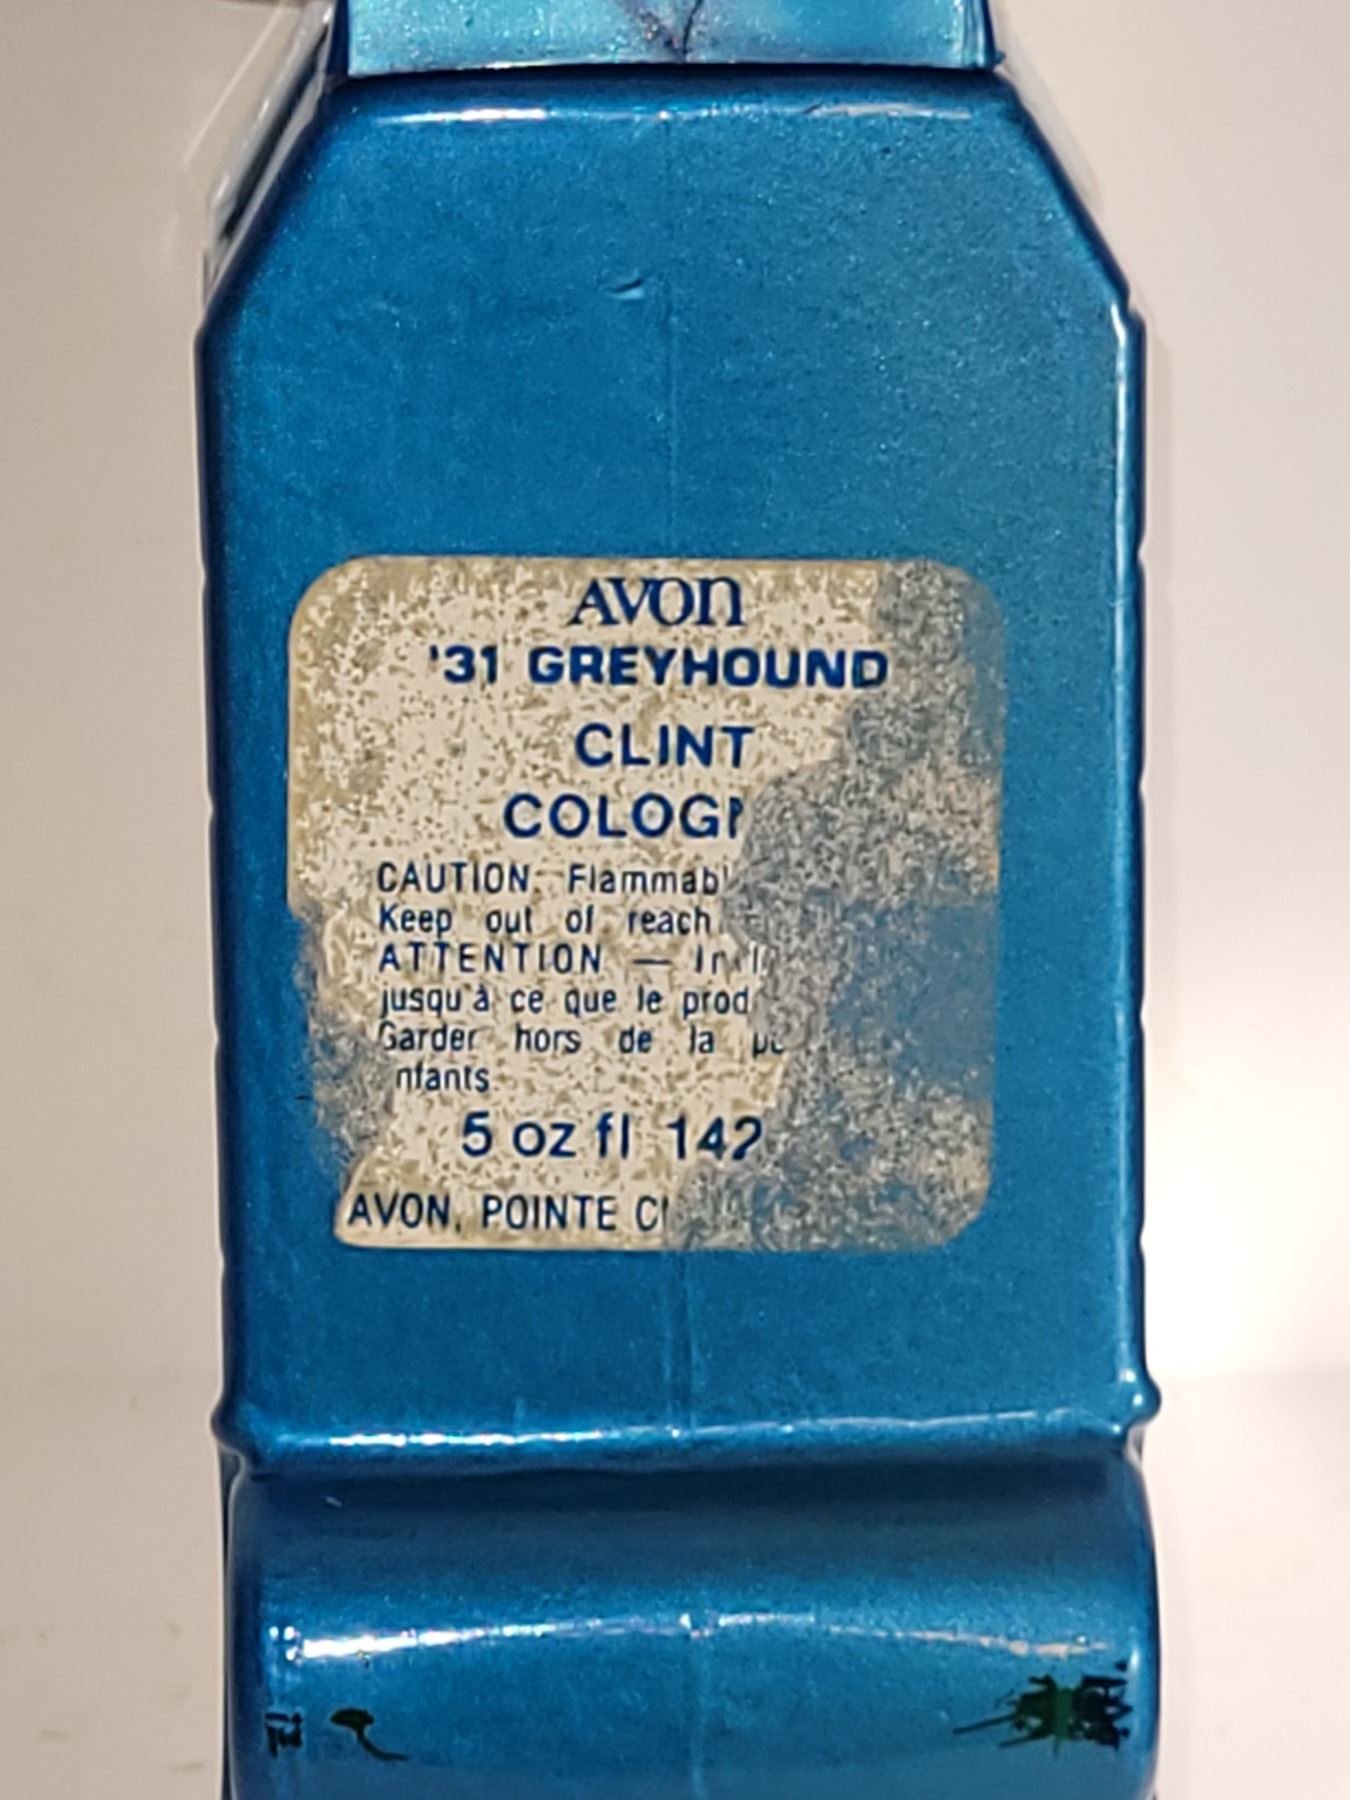 AVON
'31 GREYHOUND
CLINT
COLOGN
CAUTION: Flammabl
Keep out of reach
ATTENTION —
jusqu'à ce que le prod
Garder hors de la
nfants
5 oz fl 142
AVON, POINTE CL